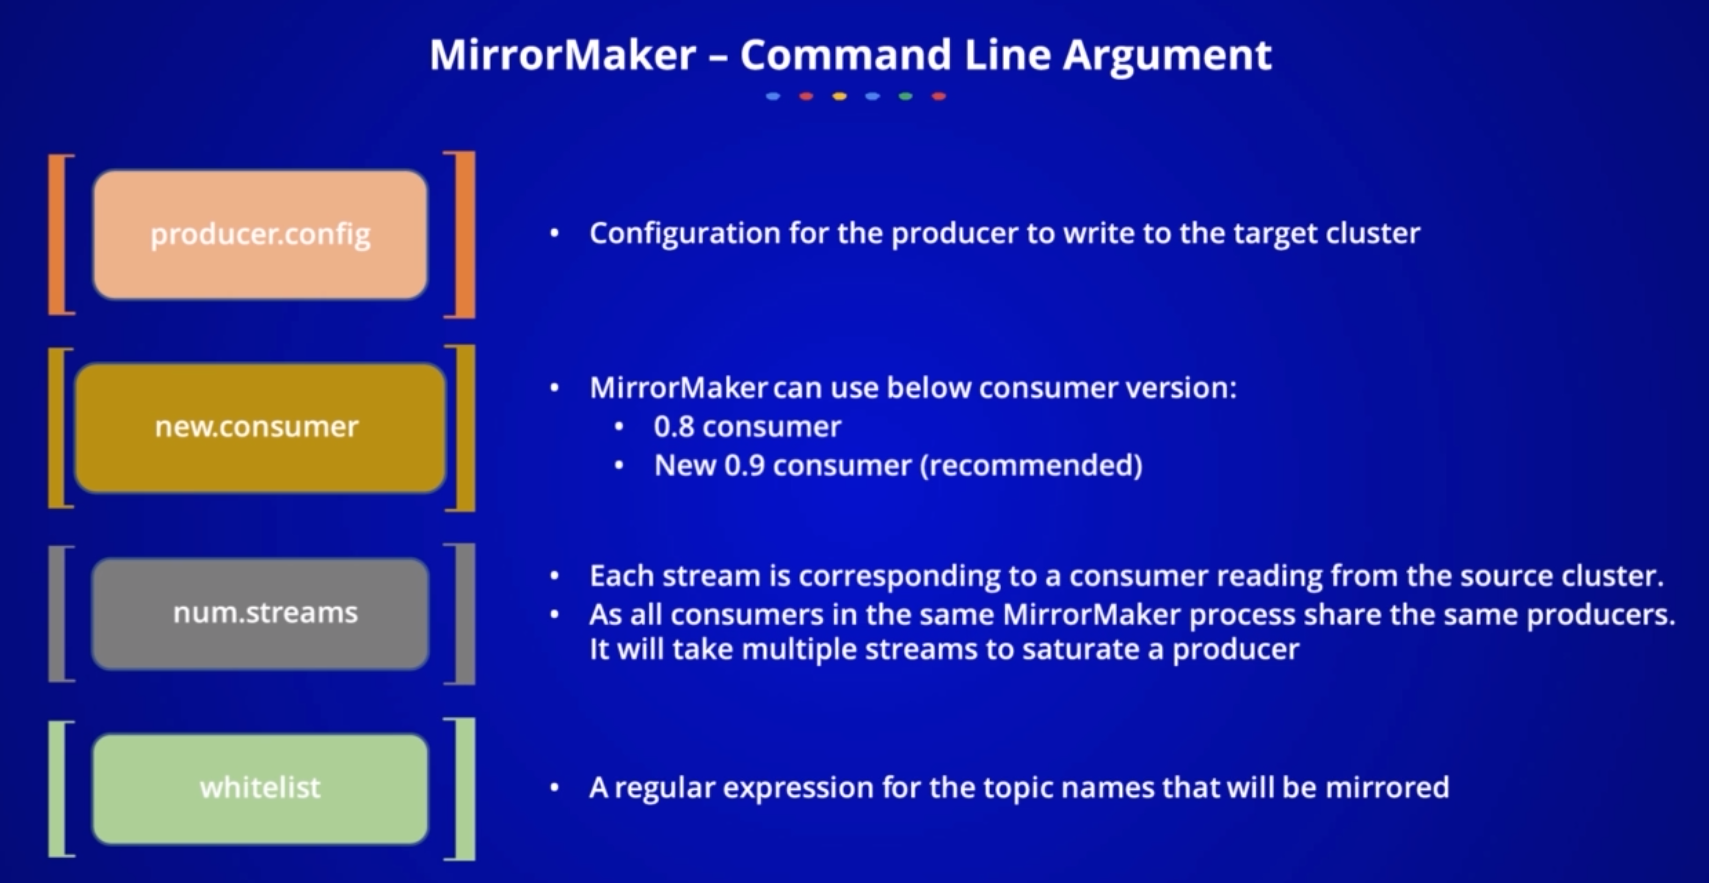 MirrorMaker – Command Line Argument
producer.config
• Configuration for the producer to write to the target cluster
new.consumer
• MirrorMaker can use below consumer version:
• 0.8 consumer
• New 0.9 consumer (recommended)
num.streams
• Each stream is corresponding to a consumer reading from the source cluster.
• As all consumers in the same MirrorMaker process share the same producers.
It will take multiple streams to saturate a producer
whitelist
• A regular expression for the topic names that will be mirrored